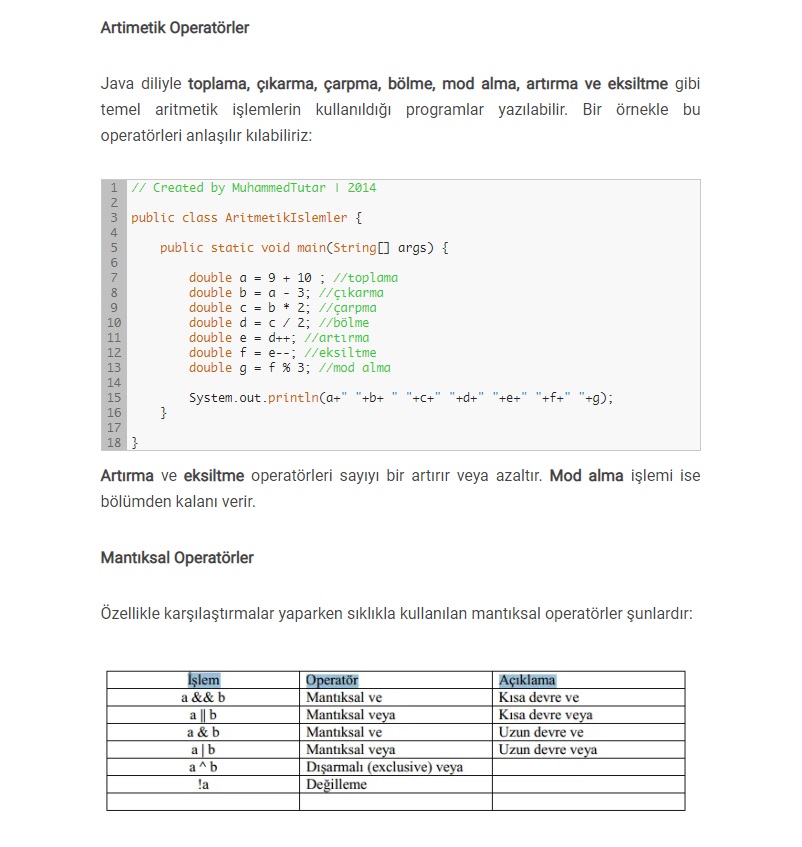 Artimetik Operatörler
Java diliyle toplama, çıkarma, çarpma, bölme, mod alma, artırma ve eksiltme gibi
temel aritmetik işlemlerin kullanıldığı programlar yazılabilir. Bir örnekle bu
operatörleri anlaşılır kılabiliriz:
1 // Created by MuhammedTutar | 2014
2
3 public class AritmetikIslemler {
4
5     public static void main(String[] args) {
6
7         double a = 9 + 10 ; //toplama
8         double b = a - 3; //çıkarma
9         double c = b * 2; //çarpma
10         double d = c / 2; //bölme
11         double e = d++; //artırma
12         double f = e--; //eksiltme
13         double g = f % 3; //mod alma
14
15         System.out.println(a+" "+b+ " "+c+" "+d+" "+e+" "+f+" "+g);
16     }
17
18 }
Artırma ve eksiltme operatörleri sayıyı bir artırır veya azaltır. Mod alma işlemi ise
bölümden kalanı verir.
Mantıksal Operatörler
Özellikle karşılaştırmalar yaparken sıklıkla kullanılan mantıksal operatörler şunlardır:
İşlem Operatör Açıklama
a && b Mantıksal ve Kısa devre ve
a || b Mantıksal veya Kısa devre veya
a & b Mantıksal ve Uzun devre ve
a | b Mantıksal veya Uzun devre veya
a ^ b Dışarmalı (exclusive) veya
!a Değilleme